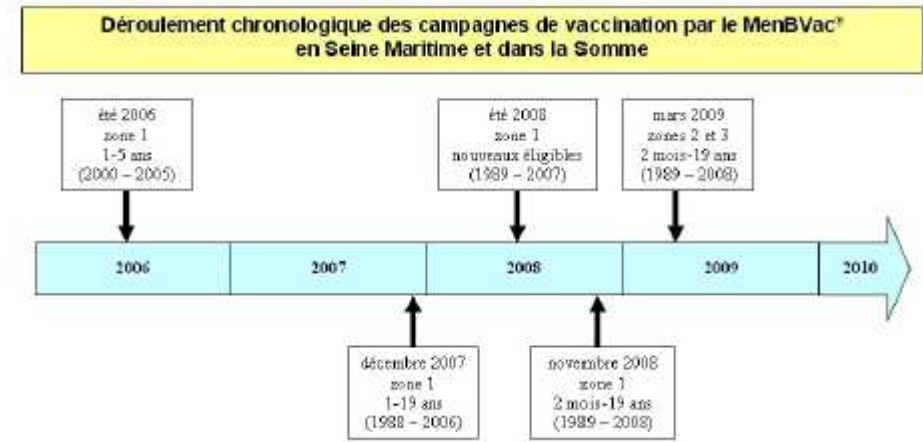 Déroulement chronologique des campagnes de vaccination par le MenBVac®
en Seine Maritime et dans la Somme
été 2006
zone 1
1-5 ans
(2000 – 2005)
été 2008
zone 1
nouveaux éligibles
(1989 – 2007)
mars 2009
zones 2 et 3
2 mois-19 ans
(1989 – 2008)
2006
2007
2008
2009
2010
décembre 2007
zone 1
1-19 ans
(1988 – 2006)
novembre 2008
zone 1
2 mois-19 ans
(1989 – 2008)